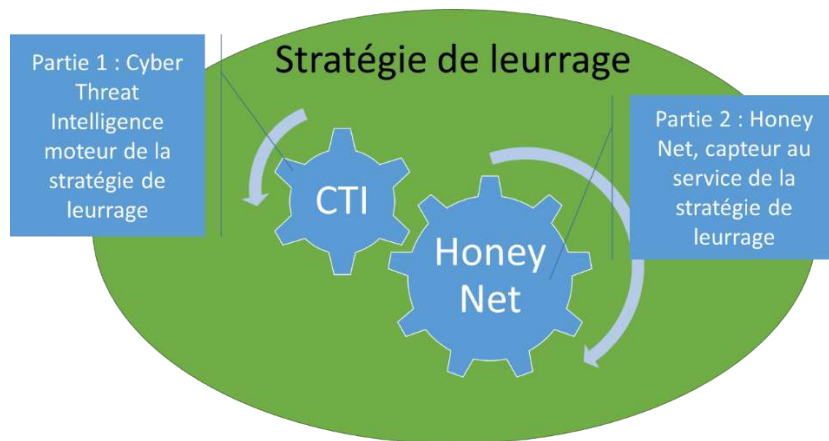 Stratégie de leurrage
Partie 1 : Cyber
Threat
Intelligence
moteur de la
stratégie de
leurrage
CTI
Honey
Net
Partie 2 : Honey
Net, capteur au
service de la
stratégie de
leurrage